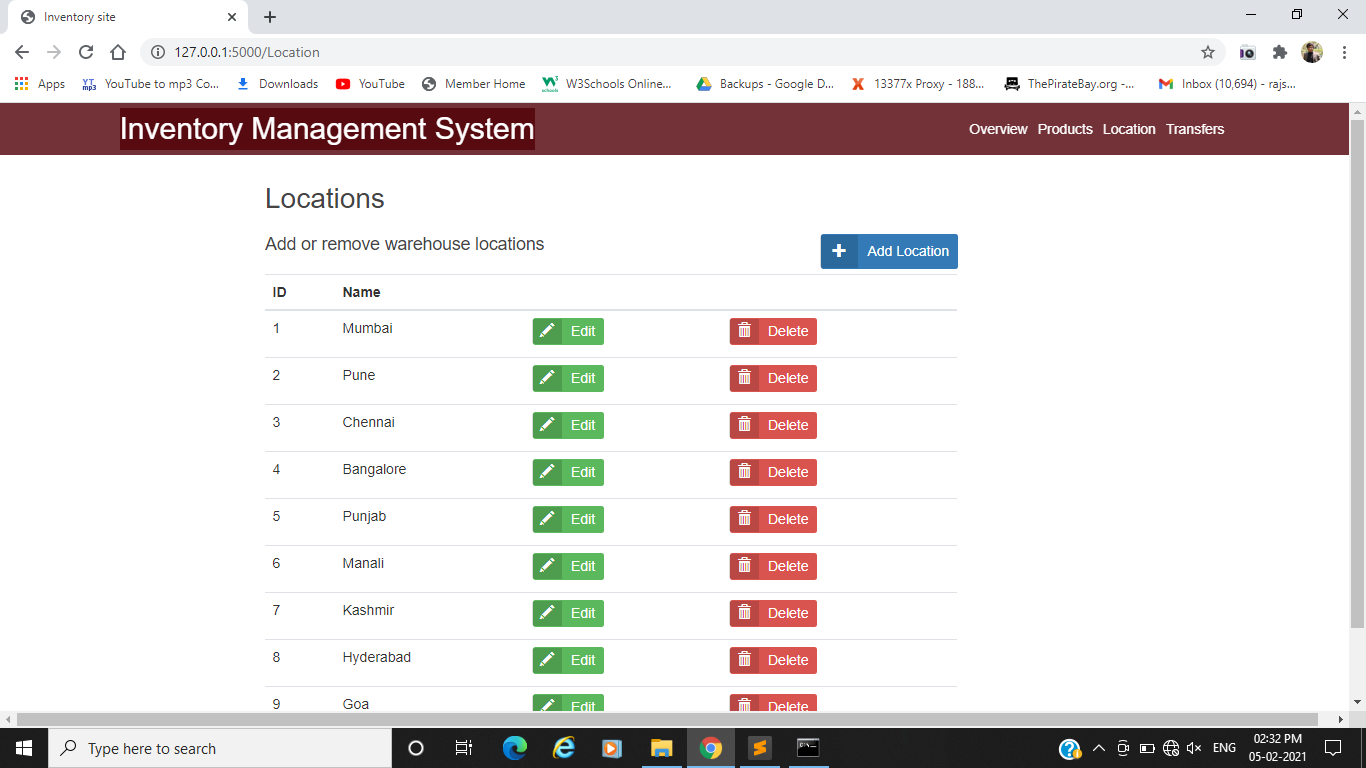 Inventory site
127.0.0.1:5000/Location
Apps YouTube to mp3 Co... Downloads YouTube Member Home W3Schools Online... Backups - Google D... 13377x Proxy - 188... ThePirateBay.org -... Inbox (10,694) - rajs...
Inventory Management System Overview Products Location Transfers
Locations
Add or remove warehouse locations Add Location
ID Name
1 Mumbai Edit Delete
2 Pune Edit Delete
3 Chennai Edit Delete
4 Bangalore Edit Delete
5 Punjab Edit Delete
6 Manali Edit Delete
7 Kashmir Edit Delete
8 Hyderabad Edit Delete
9 Goa Edit Delete
Type here to search ENG 02:32 PM
05-02-2021